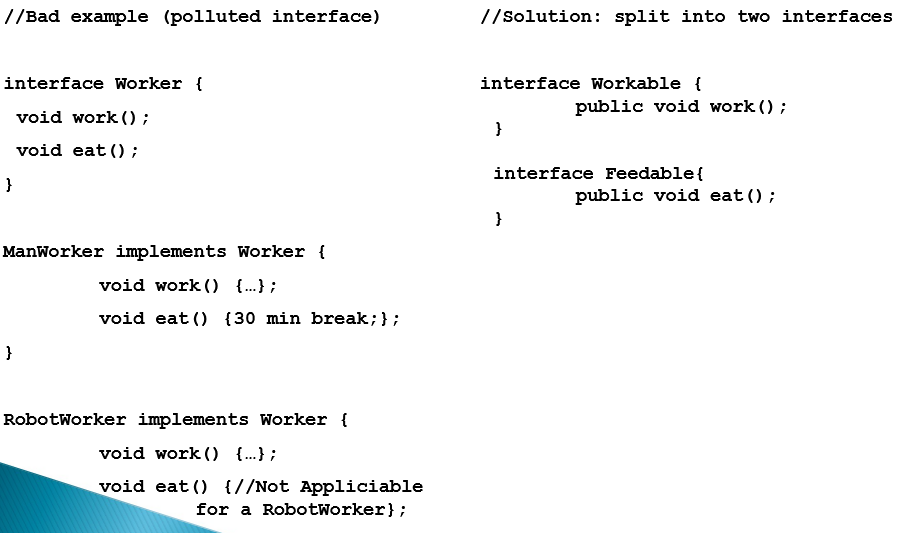 //Bad example (polluted interface)
interface Worker {
void work();
void eat();
}
ManWorker implements Worker {
void work() {…};
void eat() {30 min break;};
}
RobotWorker implements Worker {
void work() {…};
void eat() {//Not Appliciable
for a RobotWorker};
//Solution: split into two interfaces
interface Workable {
public void work();
}
interface Feedable{
public void eat();
}